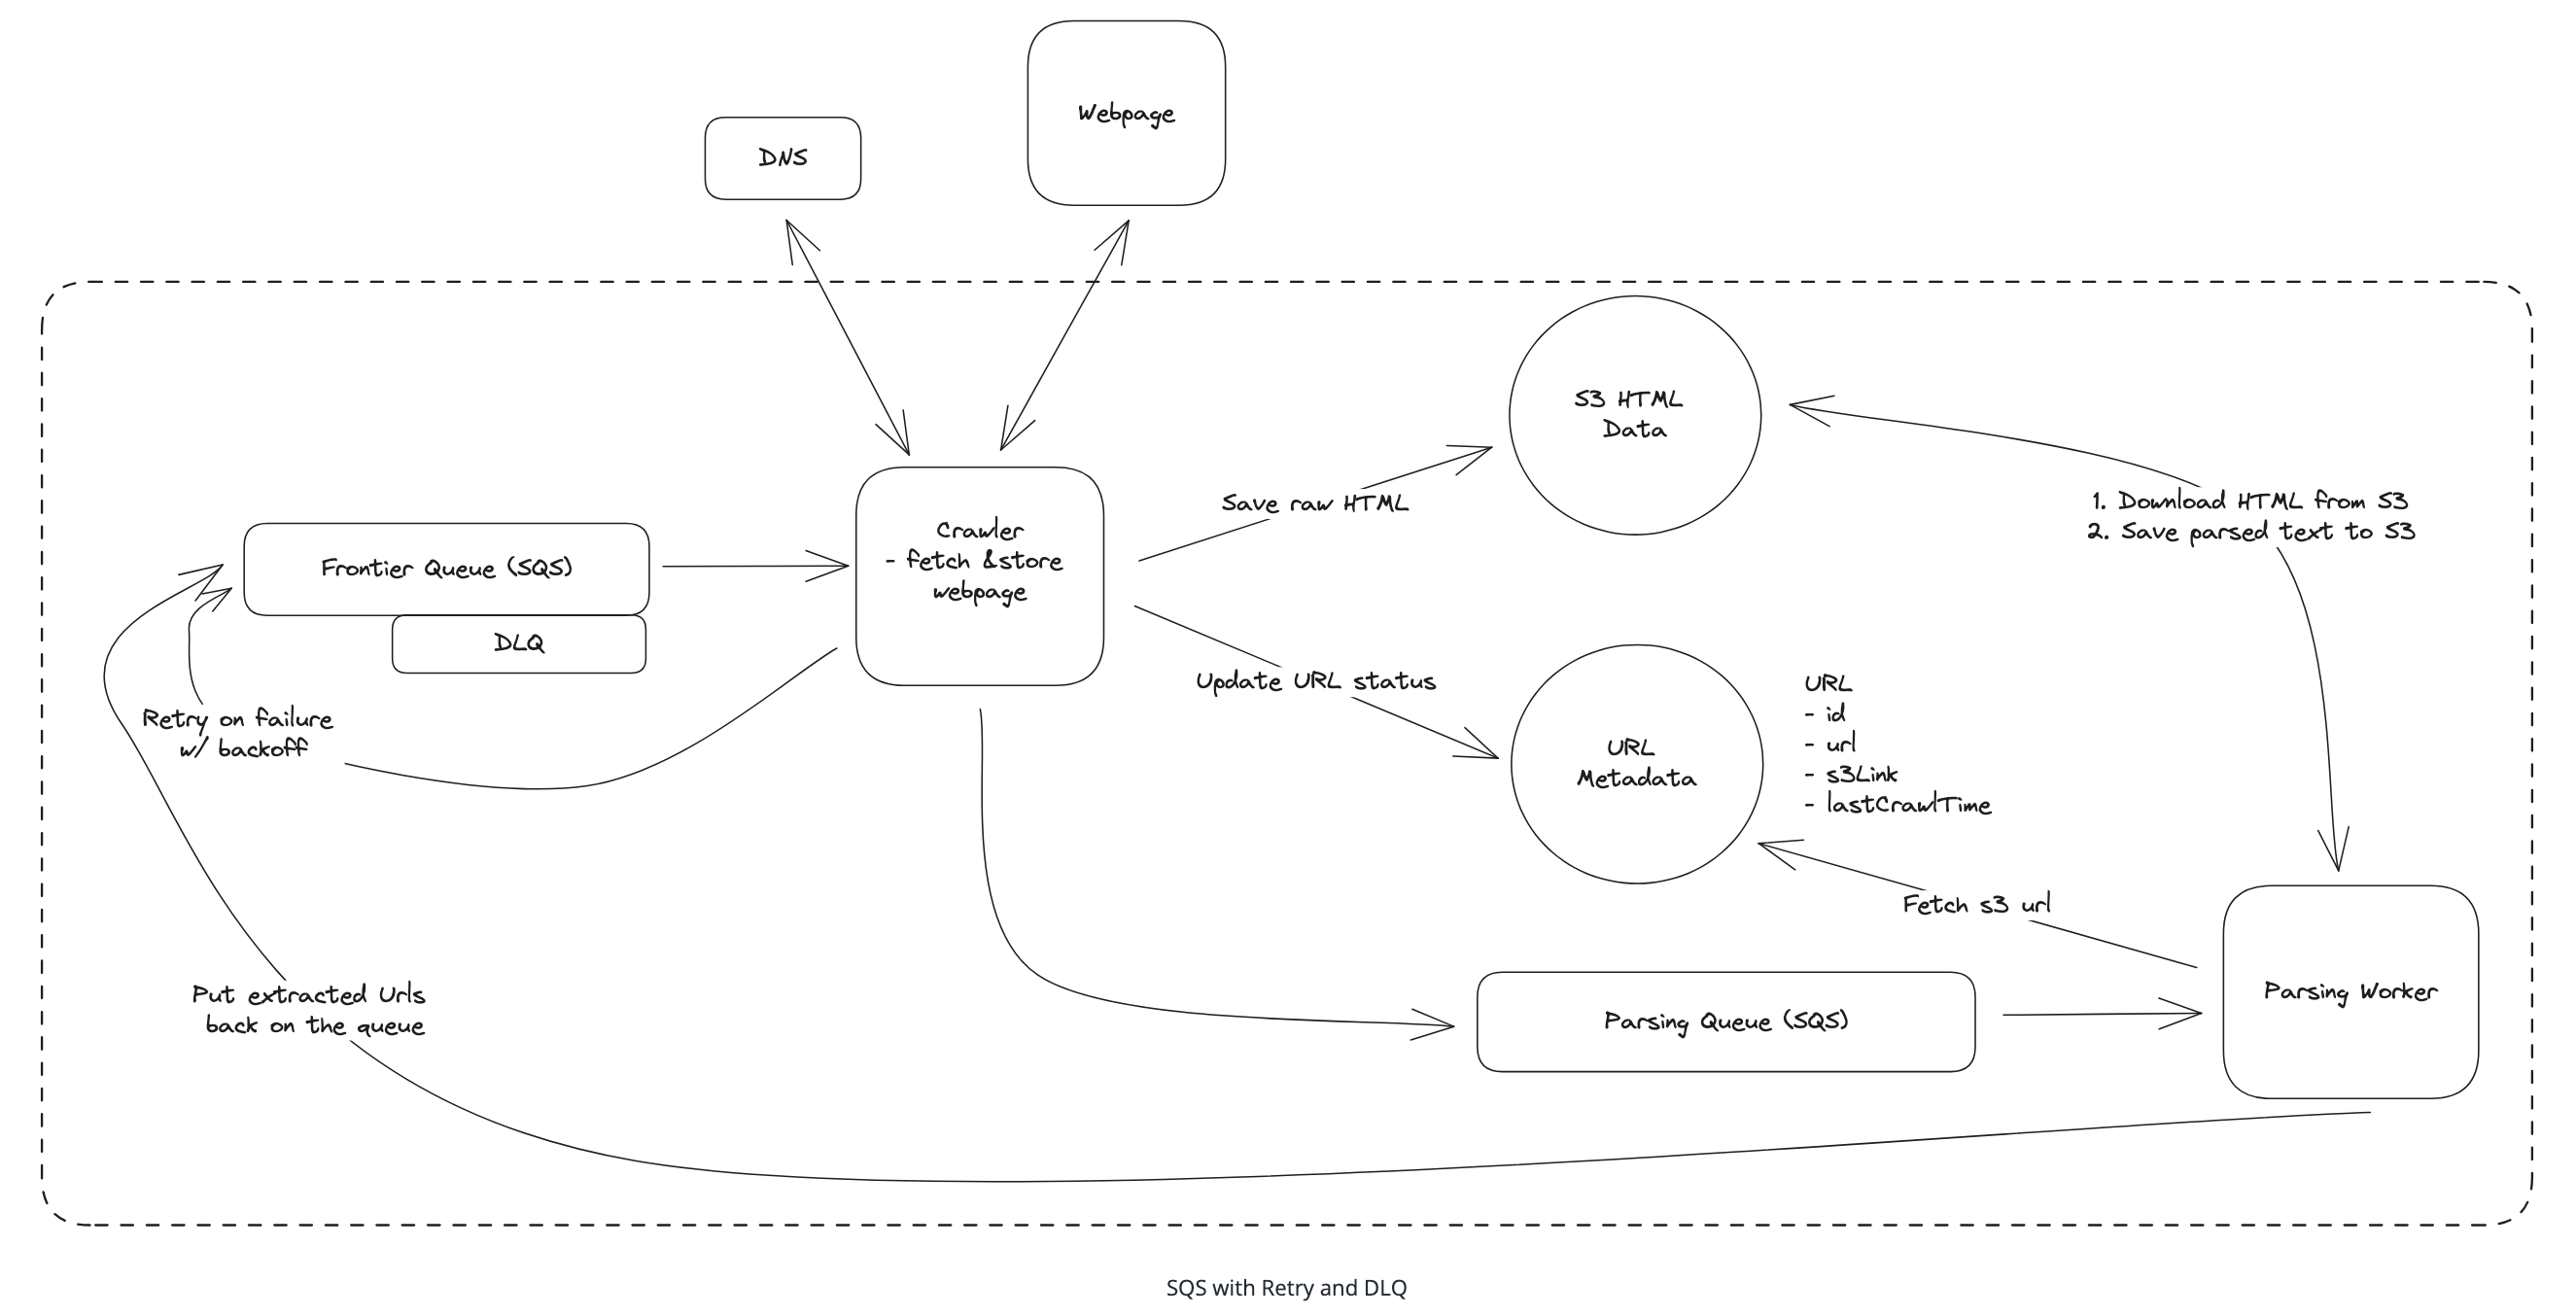 Webpage
DNS
S3 HTML
Data
Save raw HTML
1. Download HTML from S3
2. Save parsed text to S3
Crawler
- fetch &store
webpage
Frontier Queue (SQS)
DLQ
Update URL status
URL
- id
- url
- s3Link
- lastCrawlTime
URL
Metadata
Retry on failure
w/ backoff
Fetch s3 url
Put extracted Urls
back on the queue
Parsing Queue (SQS)
Parsing Worker
SQS with Retry and DLQ